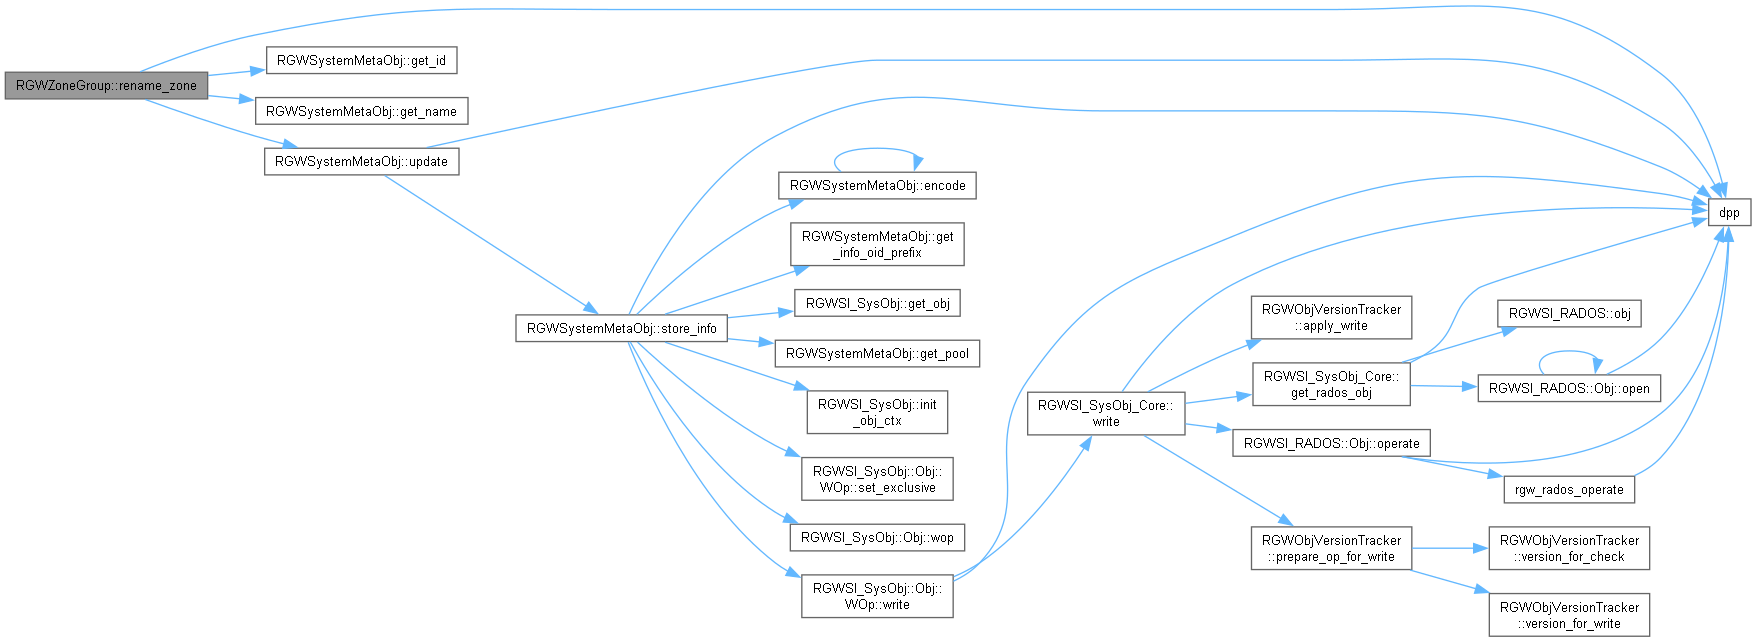 RGWZoneGroup::rename_zone
RGWSystemMetaObj::get_id
RGWSystemMetaObj::get_name
RGWSystemMetaObj::update
RGWSystemMetaObj::store_info
RGWSystemMetaObj::encode
RGWSystemMetaObj::get
_info_oid_prefix
RGWSI_SysObj::get_obj
RGWSystemMetaObj::get_pool
RGWSI_SysObj::init
_obj_ctx
RGWSI_SysObj::Obj::
WOp::set_exclusive
RGWSI_SysObj::Obj::wop
RGWSI_SysObj::Obj::
WOp::write
RGWSI_SysObj_Core::
write
RGWObjVersionTracker
::apply_write
RGWSI_SysObj_Core::
get_rados_obj
RGWSI_RADOS::Obj::operate
RGWObjVersionTracker
::prepare_op_for_write
RGWSI_RADOS::obj
RGWSI_RADOS::Obj::open
rgw_rados_operate
RGWObjVersionTracker
::version_for_check
RGWObjVersionTracker
::version_for_write
dpp